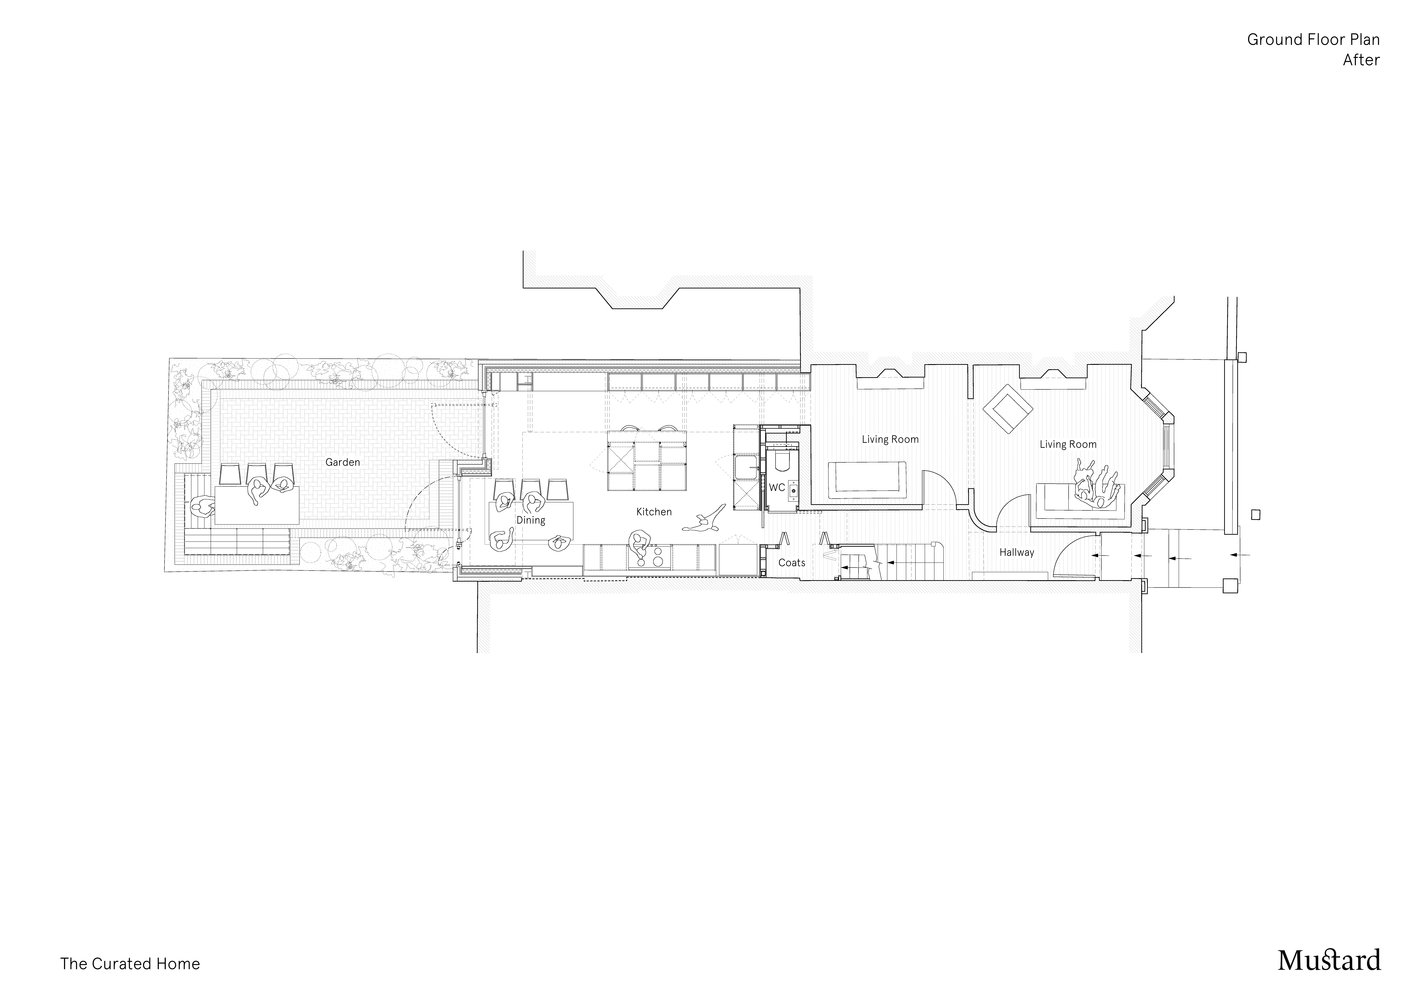 Ground Floor Plan
After
Garden
Dining
Kitchen
WC
Coats
Living Room
Living Room
Hallway
The Curated Home
Mustard